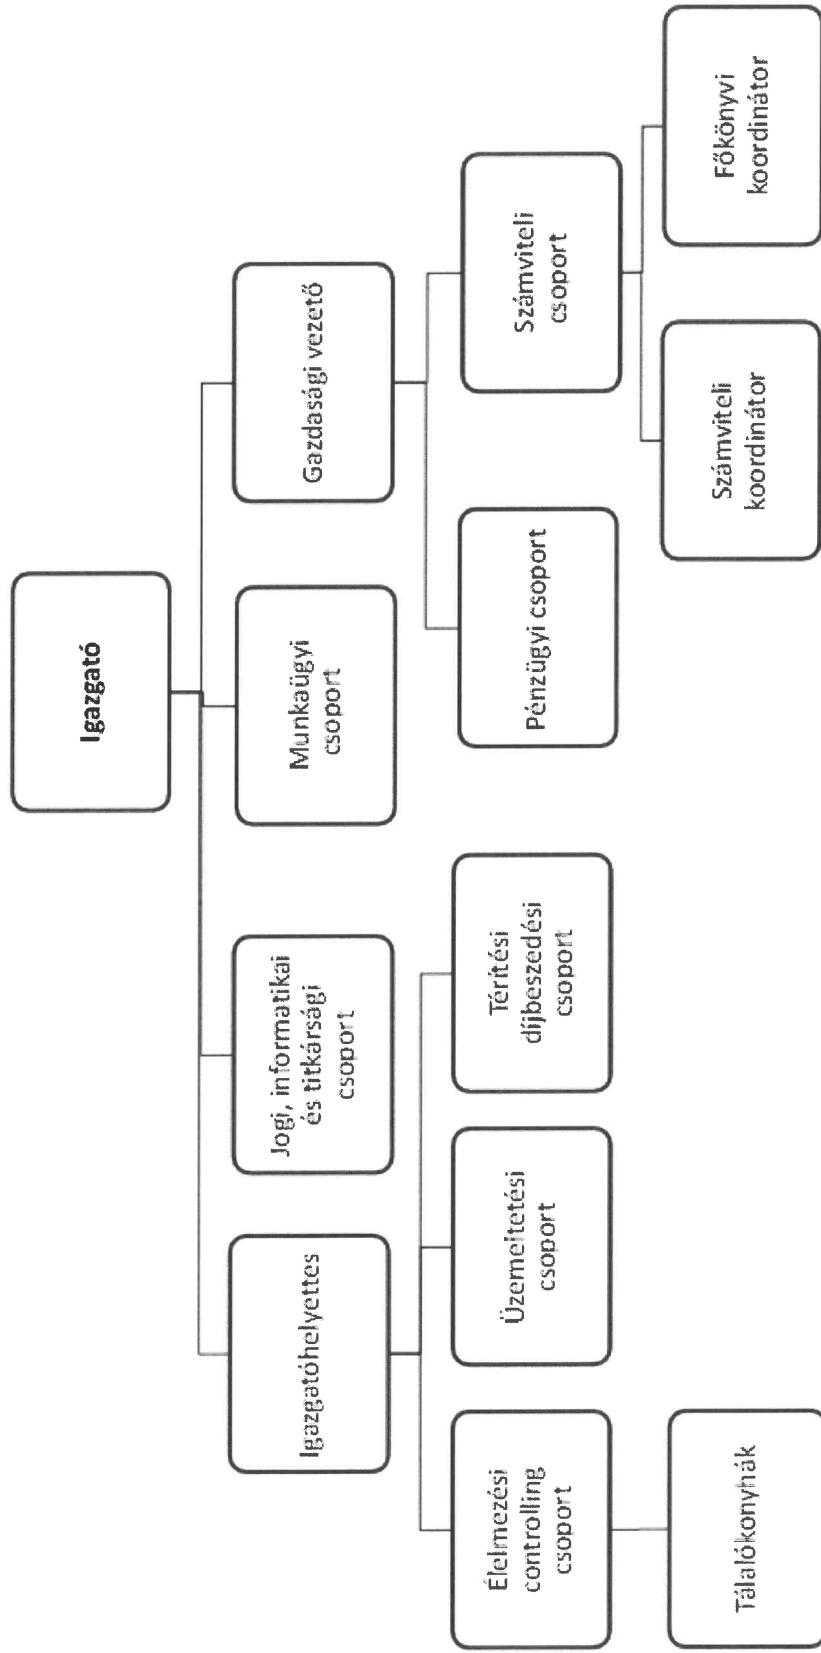 Igazgató
Igazgatóhelyettes
Jogi, informatikai
és titkársági
csoport
Munkaügyi
csoport
Gazdasági vezető
Élelmezési
controlling
csoport
Üzemeltetési
csoport
Térítési
díjbeszedési
csoport
Pénzügyi csoport
Számviteli
csoport
Tálalókonyhák
Számviteli
koordinátor
Főkönyvi
koordinátor